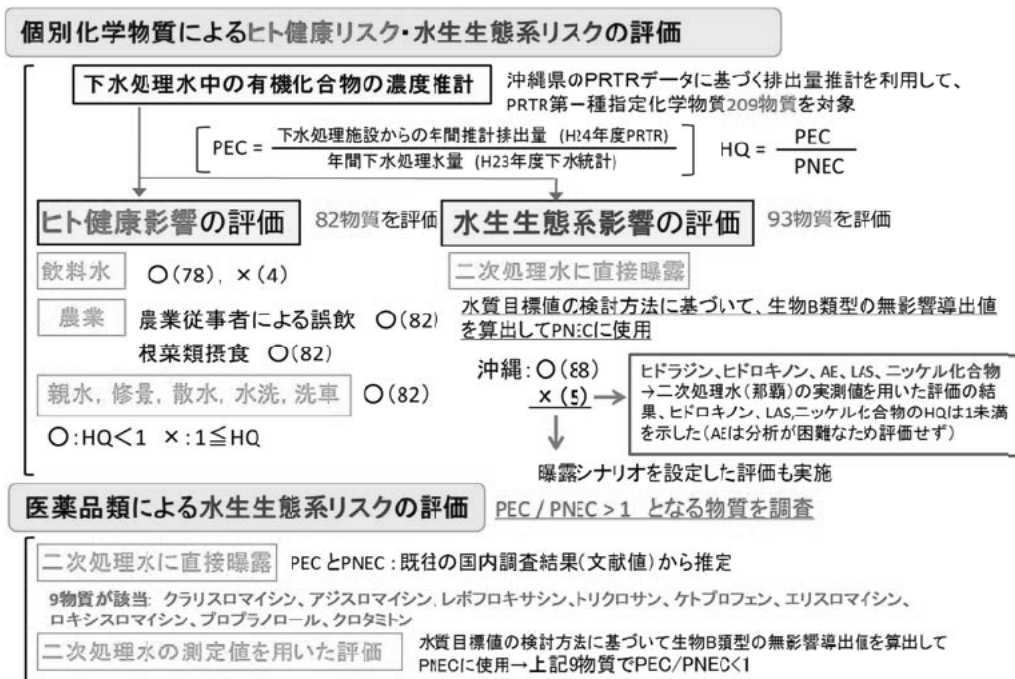 個別化学物質によるヒト健康リスク・水生生態系リスクの評価
下水処理水中の有機化合物の濃度推計
沖縄県のPRTRデータに基づく排出量推計を利用して、
PRTR第一種指定化学物質209物質を対象
PEC = 下水処理施設からの年間推計排出量 (H24年度PRTR)
年間下水処理水量 (H23年度下水統計)
HQ = PEC
PNEC
ヒト健康影響の評価 82物質を評価
水生生態系影響の評価 93物質を評価
飲料水 〇(78), ×(4)
農業 農業従事者による誤飲 〇(82)
根菜類摂食 〇(82)
親水, 修景, 散水, 水洗, 洗車 〇(82)
〇:HQ<1 ×:1≦HQ
二次処理水に直接曝露
水質目標値の検討方法に基づいて、生物B類型の無影響導出値
を算出してPNECに使用
沖縄:〇(88)
×(5)
ヒドラジン、ヒドロキノン、AE、LAS、ニッケル化合物
→二次処理水(那覇)の実測値を用いた評価の結
果、ヒドロキノン、LAS,ニッケル化合物のHQは1未満
を示した(AEは分析が困難なため評価せず)
曝露シナリオを設定した評価も実施
医薬品類による水生生態系リスクの評価 PEC / PNEC > 1 となる物質を調査
二次処理水に直接曝露 PECとPNEC:既往の国内調査結果(文献値)から推定
9物質が該当: クラリスロマイシン、アジスロマイシン、レボフロキサシン、トリクロサン、ケトプロフェン、エリスロマイシン、
ロキシスロマイシン、プロプラノロール、クロタミトン
二次処理水の測定値を用いた評価
水質目標値の検討方法に基づいて生物B類型の無影響導出値を算出して
PNECに使用→上記9物質でPEC/PNEC<1